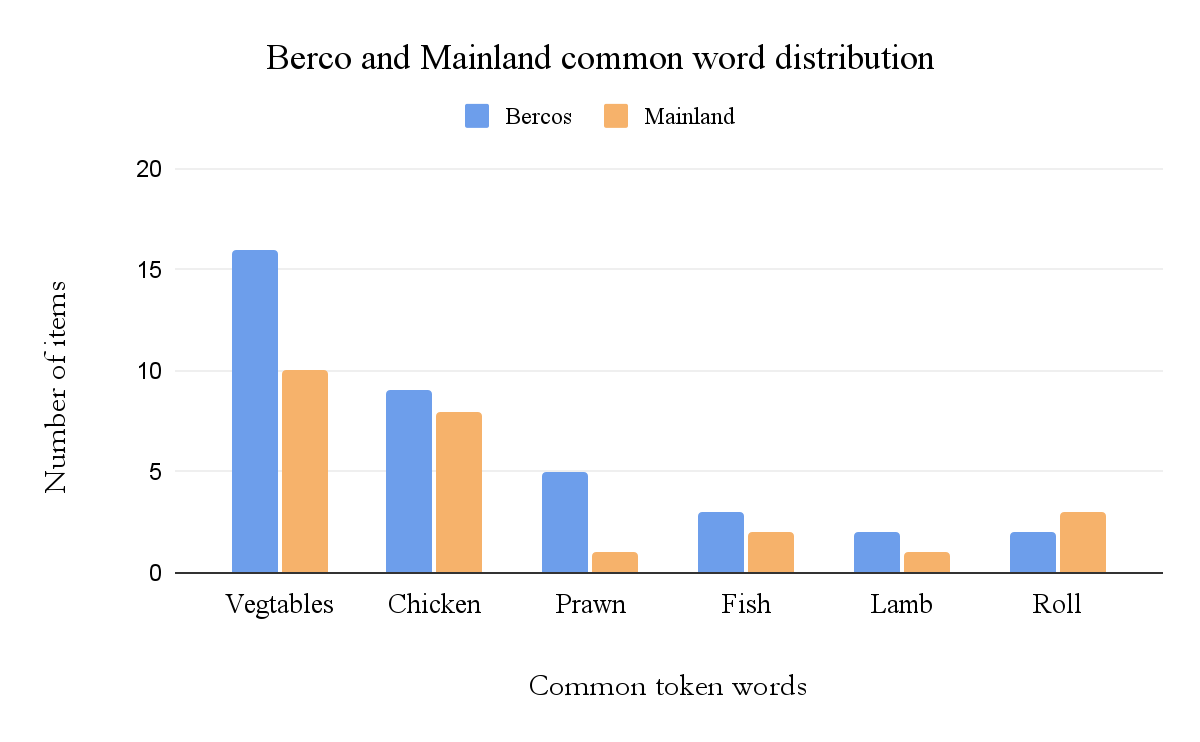 Berco and Mainland common word distribution
Bercos Mainland
20
15
10
5
0
Number of items
Vegtables Chicken Prawn Fish Lamb Roll
Common token words